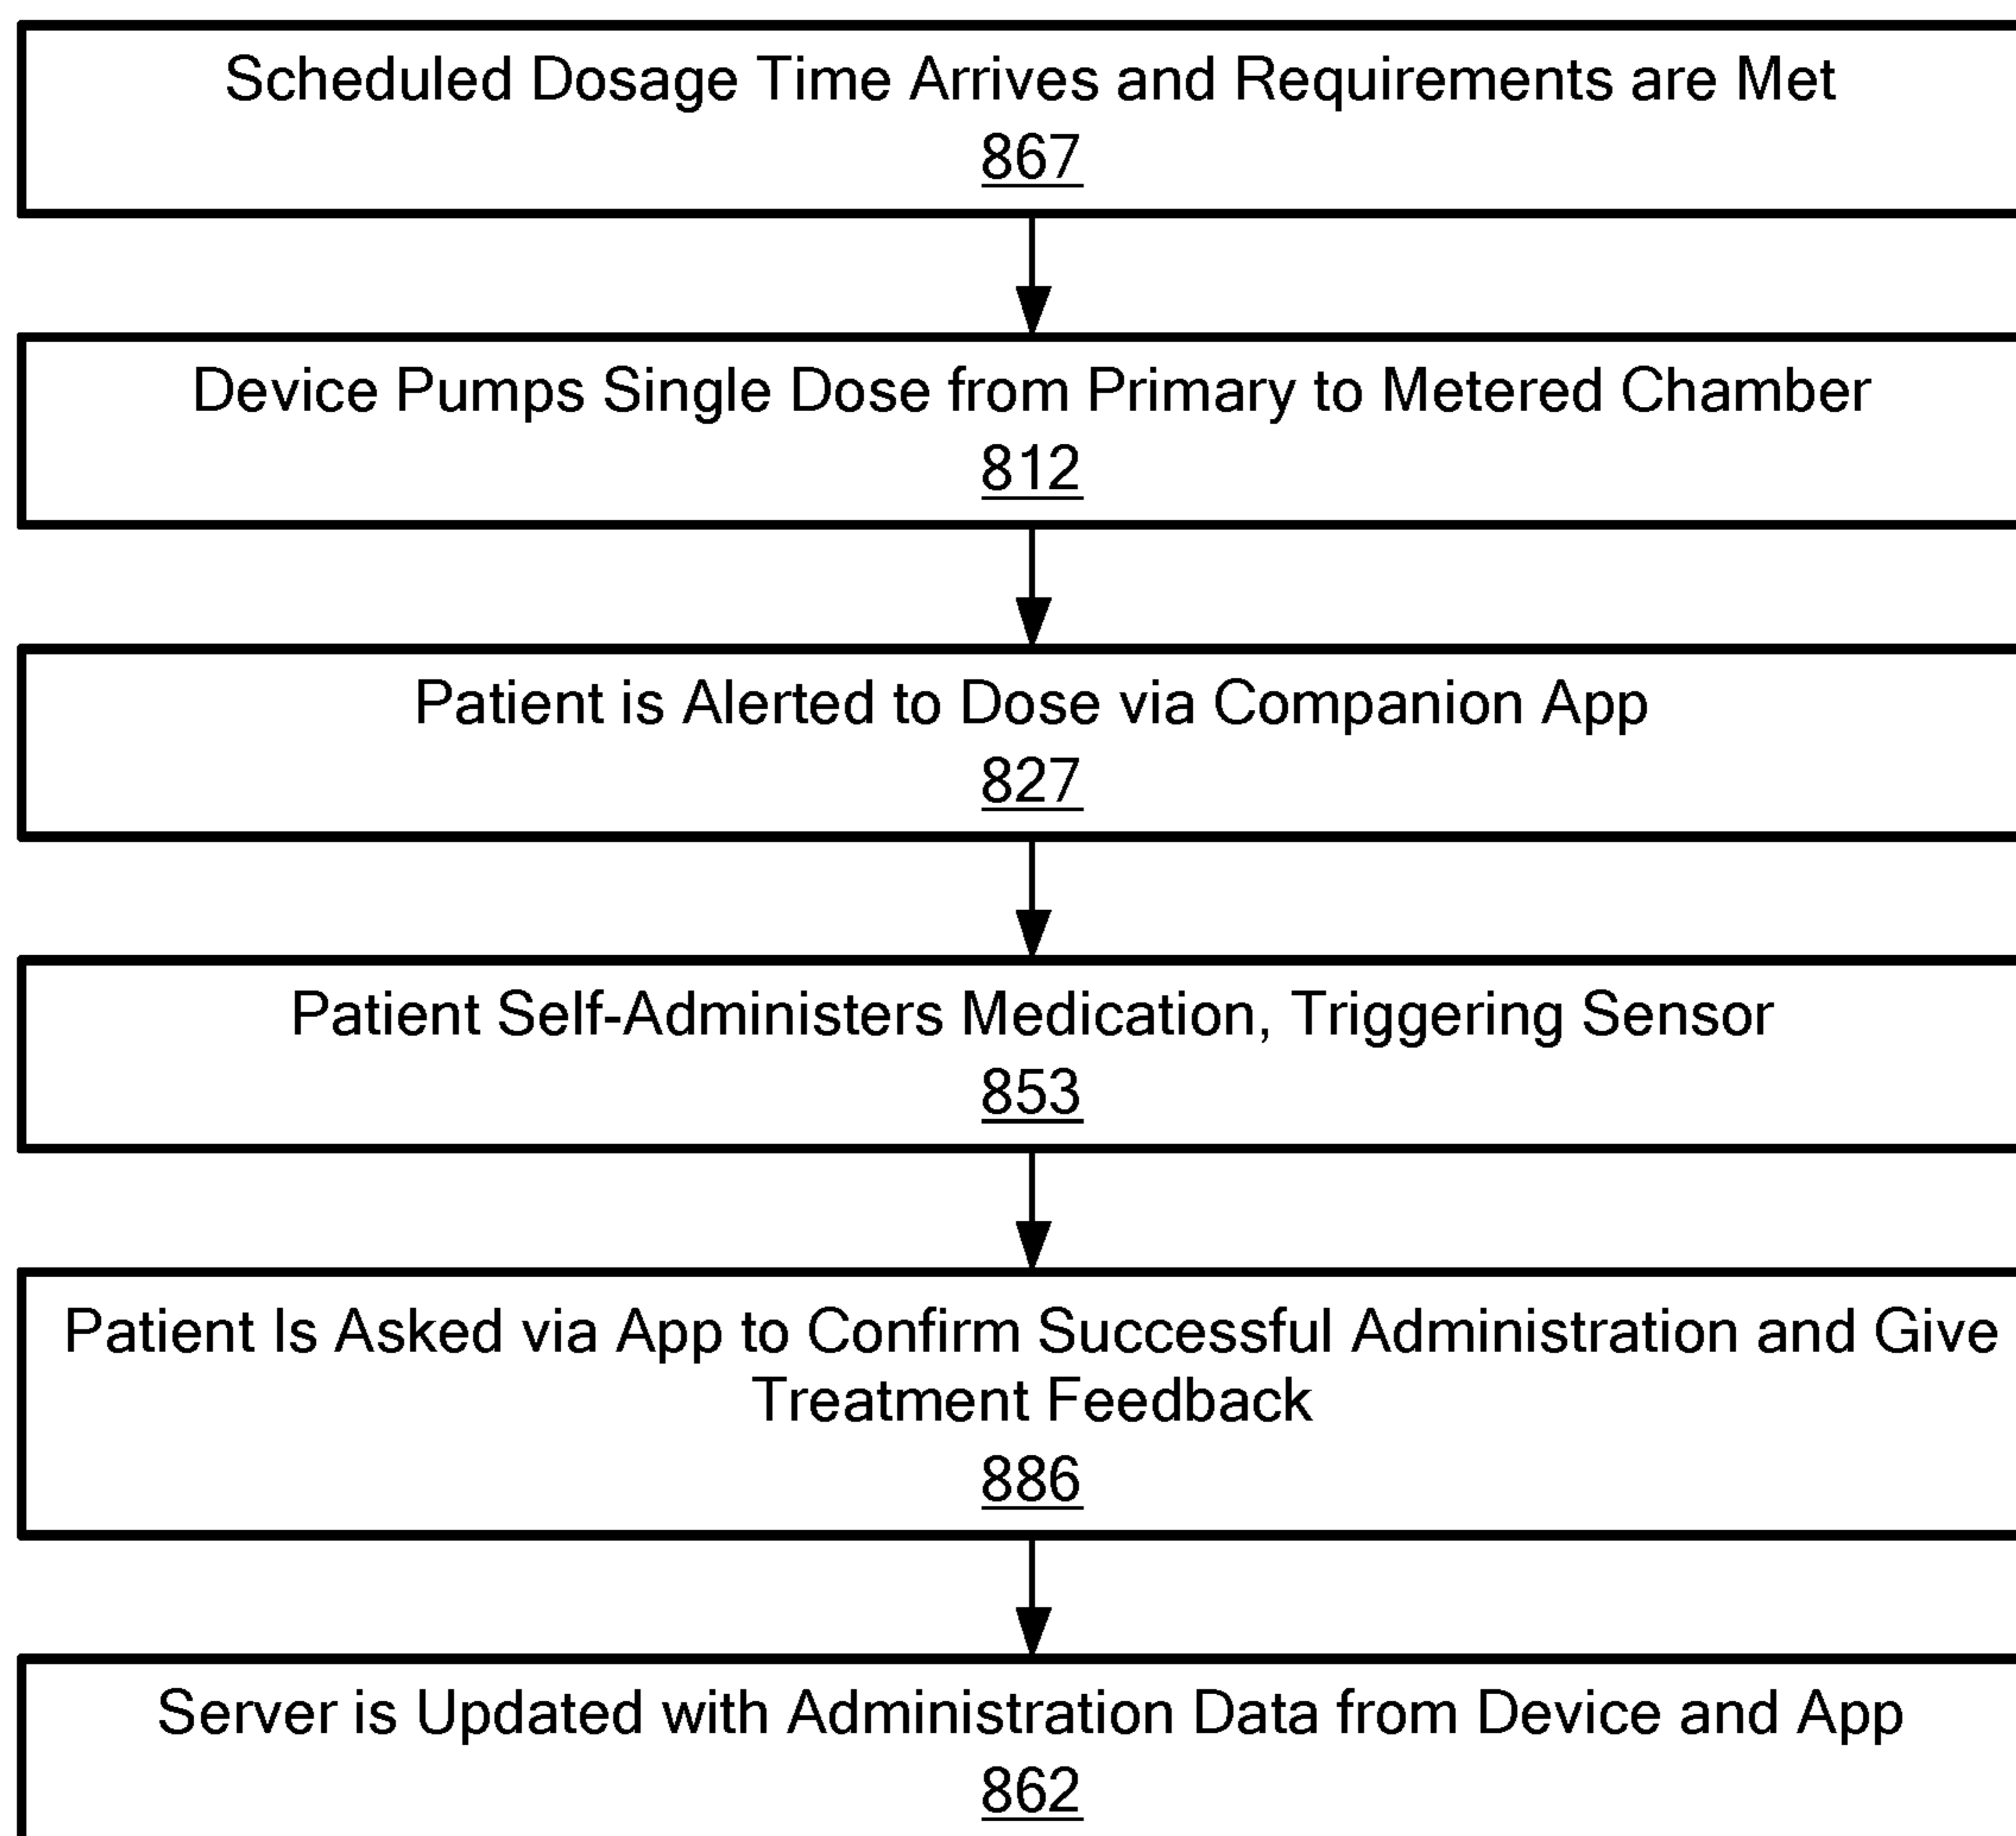 Scheduled Dosage Time Arrives and Requirements are Met
867
Device Pumps Single Dose from Primary to Metered Chamber
812
Patient is Alerted to Dose via Companion App
827
Patient Self-Administers Medication, Triggering Sensor
853
Patient Is Asked via App to Confirm Successful Administration and Give
Treatment Feedback
886
Server is Updated with Administration Data from Device and App
862